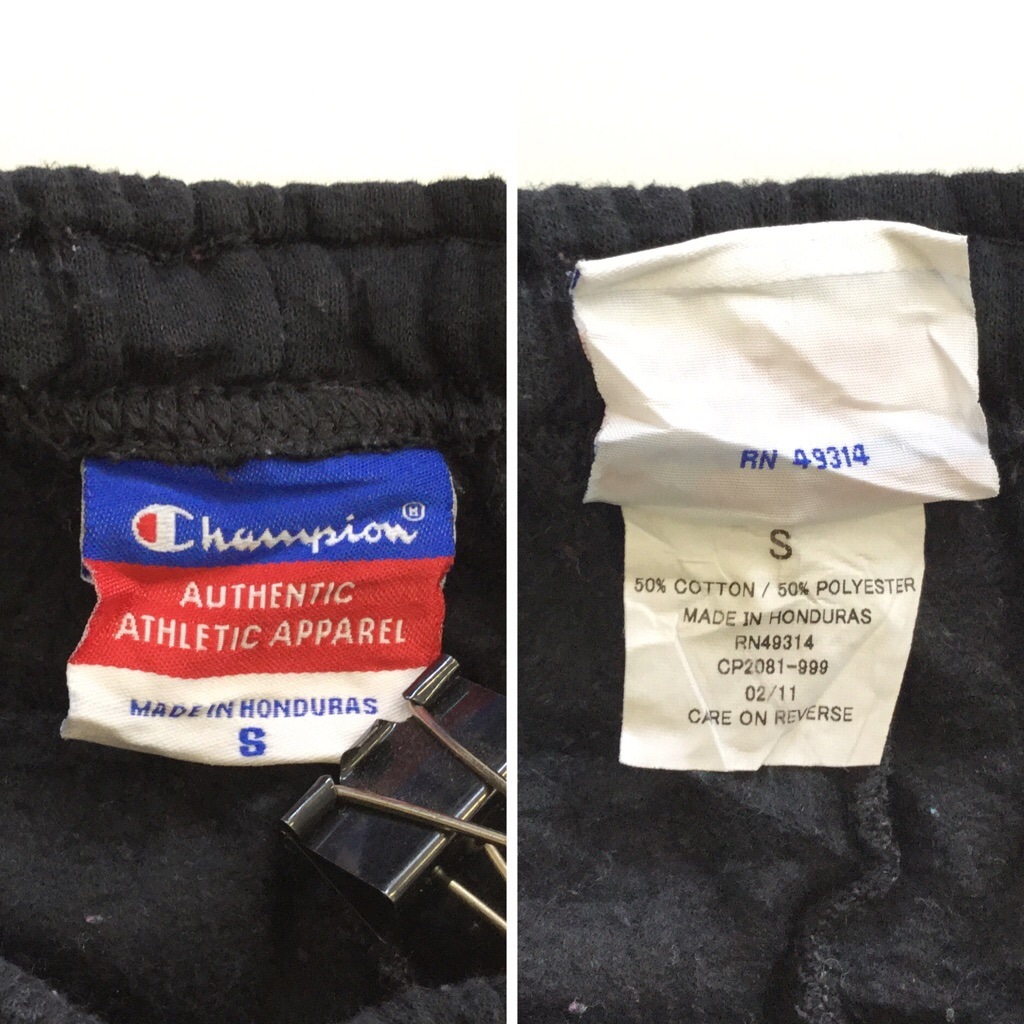 Champion®
AUTHENTIC
ATHLETIC APPAREL
MADE IN HONDURAS
S
RN 49314
S
50% COTTON / 50% POLYESTER
MADE IN HONDURAS
RN49314
CP2081-999
02/11
CARE ON REVERSE